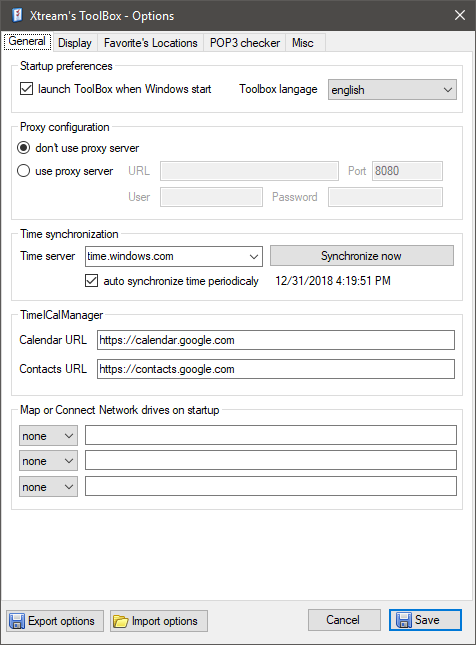 Xtream's ToolBox - Options
General Display Favorite's Locations POP3 checker Misc
Startup preferences
launch ToolBox when Windows start Toolbox langage english
Proxy configuration
don't use proxy server
use proxy server URL Port 8080
User Password
Time synchronization
Time server time.windows.com Synchronize now
auto synchronize time periodicaly 12/31/2018 4:19:51 PM
TimeICalManager
Calendar URL https://calendar.google.com
Contacts URL https://contacts.google.com
Map or Connect Network drives on startup
none
none
none
Export options Import options Cancel Save